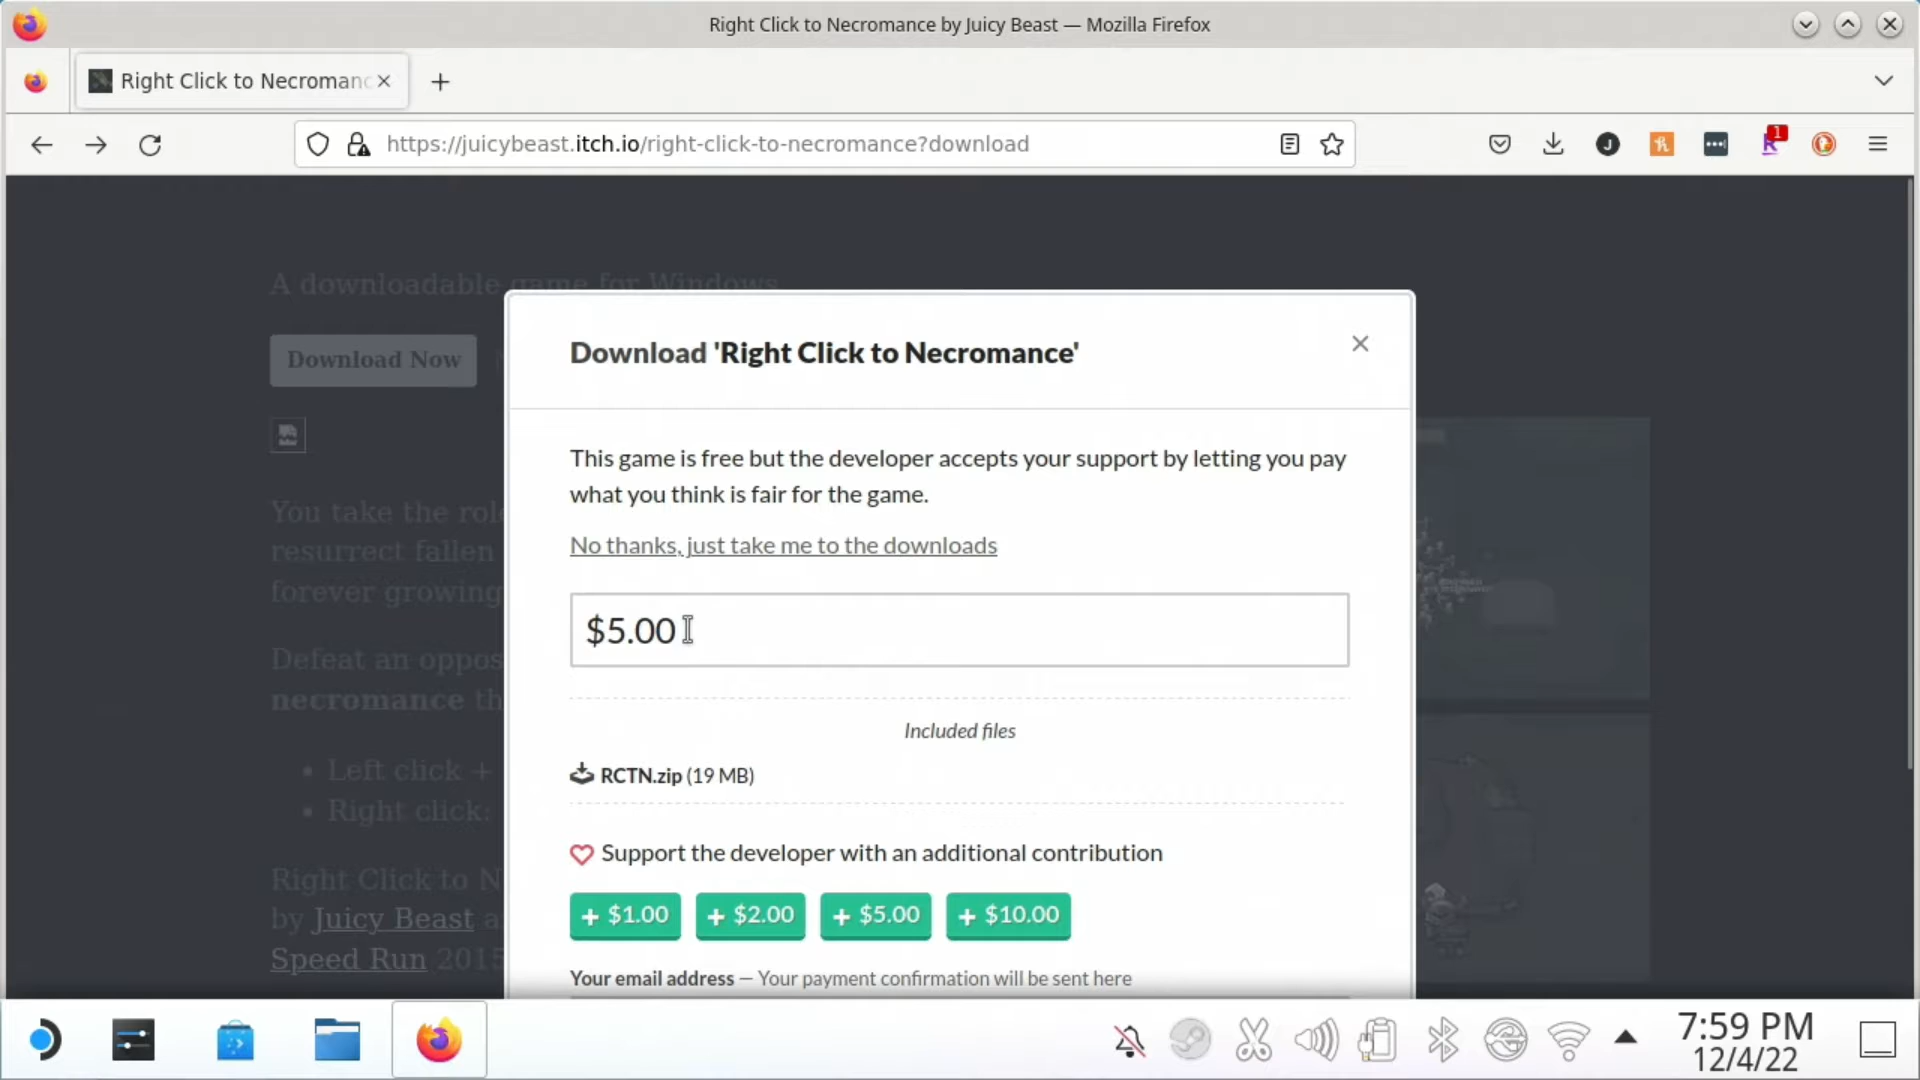 Right Click to Necromance by Juicy Beast — Mozilla Firefox
Right Click to Necromanc
https://juicybeast.itch.io/right-click-to-necromance?download
J
1
A downloadable game for Windows
Download Now
Download 'Right Click to Necromance'
This game is free but the developer accepts your support by letting you pay
what you think is fair for the game.
No thanks, just take me to the downloads
$5.00
Included files
RCTN.zip (19 MB)
Support the developer with an additional contribution
+ $1.00
+ $2.00
+ $5.00
+ $10.00
Your email address — Your payment confirmation will be sent here
You take the role
resurrect fallen
forever growing
Defeat an oppos
necromance th
• Left click +
• Right click:
Right Click to N
by Juicy Beast a
Speed Run 2015
7:59 PM
12/4/22